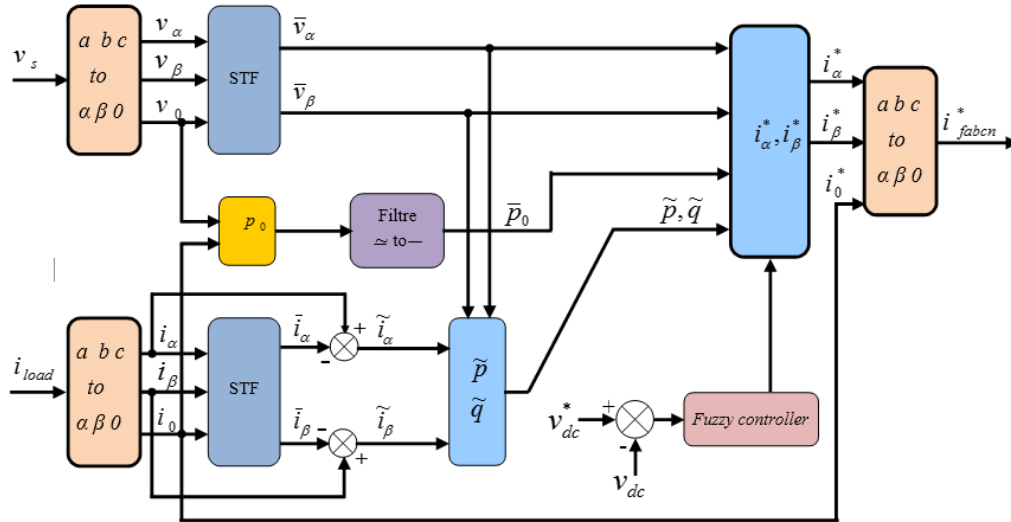 v_s
a b c
to
α β 0
v_α
v_β
v_0
STF
v̄_α
v̄_β
p_0
Filtre
≃ to —
p̄_0
p̃, q̃
i*_α, i*_β
i*_α
i*_β
i*_0
a b c
to
α β 0
i*_fabcn
i_load
a b c
to
α β 0
i_α
i_β
i_0
STF
ī_α
ī_β
+
-
-
+
ĩ_α
ĩ_β
p̃
q̃
v*_dc
+
-
v_dc
Fuzzy controller